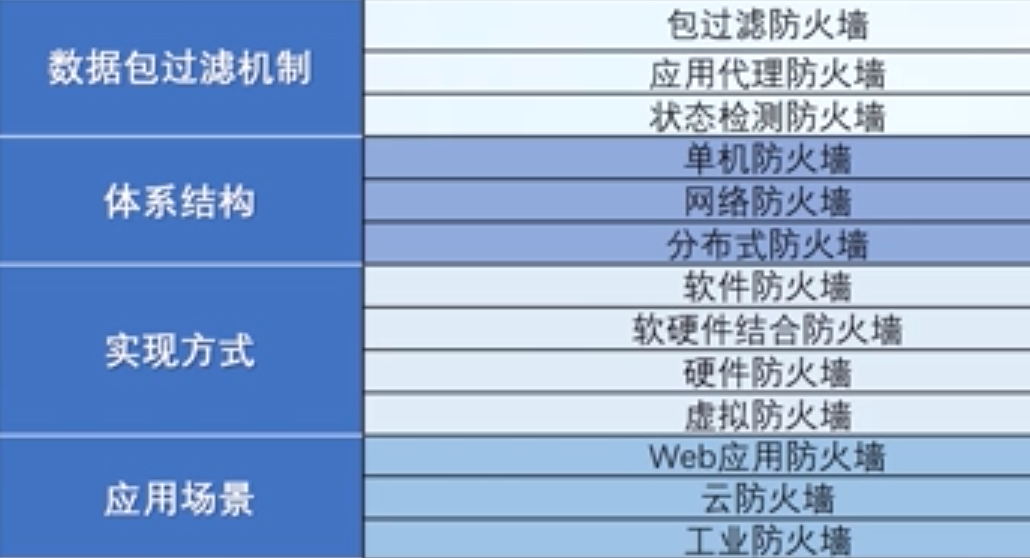 数据包过滤机制
包过滤防火墙
应用代理防火墙
状态检测防火墙
体系结构
单机防火墙
网络防火墙
分布式防火墙
实现方式
软件防火墙
软硬件结合防火墙
硬件防火墙
虚拟防火墙
应用场景
Web应用防火墙
云防火墙
工业防火墙